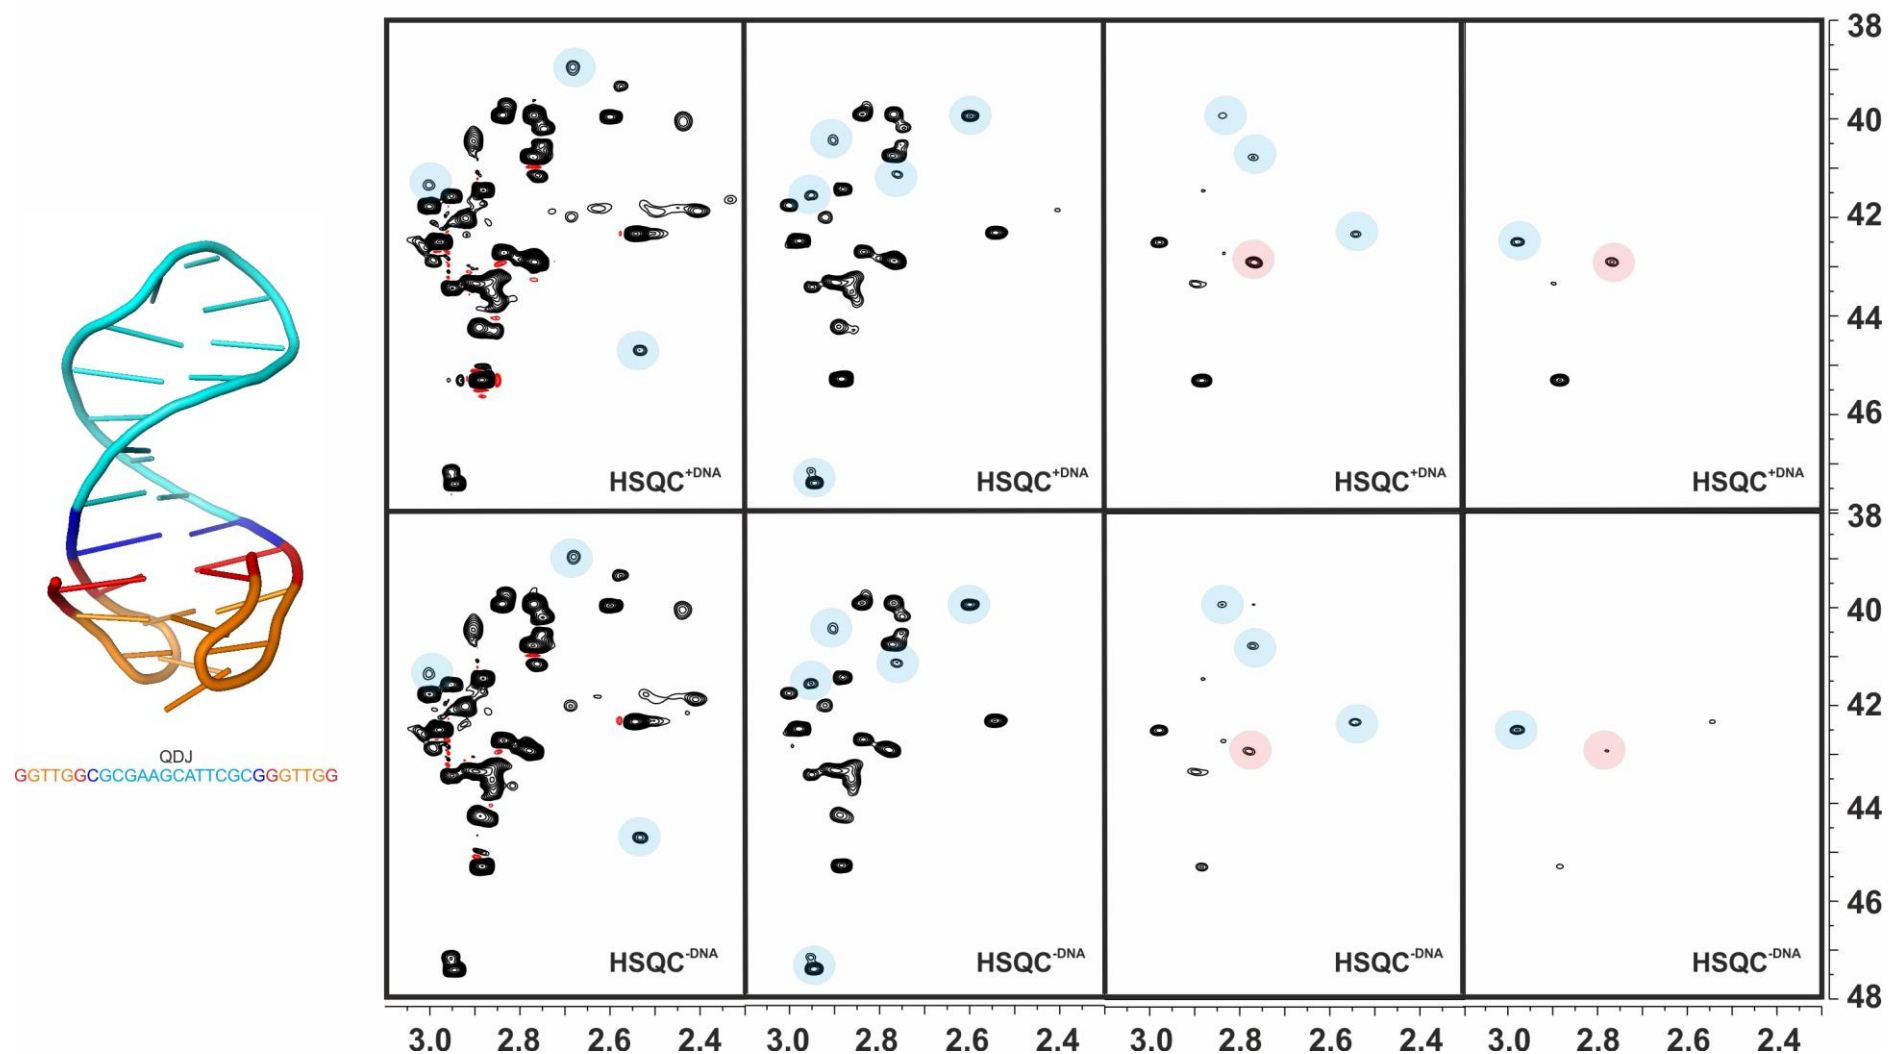 38
40
42
44
46
HSQC+DNA HSQC+DNA HSQC+DNA HSQC+DNA
38
40
42
44
46
QDJ
GGTTGGCGCGAAGCATTCGCGGGTTGG
HSQC-DNA HSQC-DNA HSQC-DNA HSQC-DNA
48
3.0 2.8 2.6 2.4 3.0 2.8 2.6 2.4 3.0 2.8 2.6 2.4 3.0 2.8 2.6 2.4